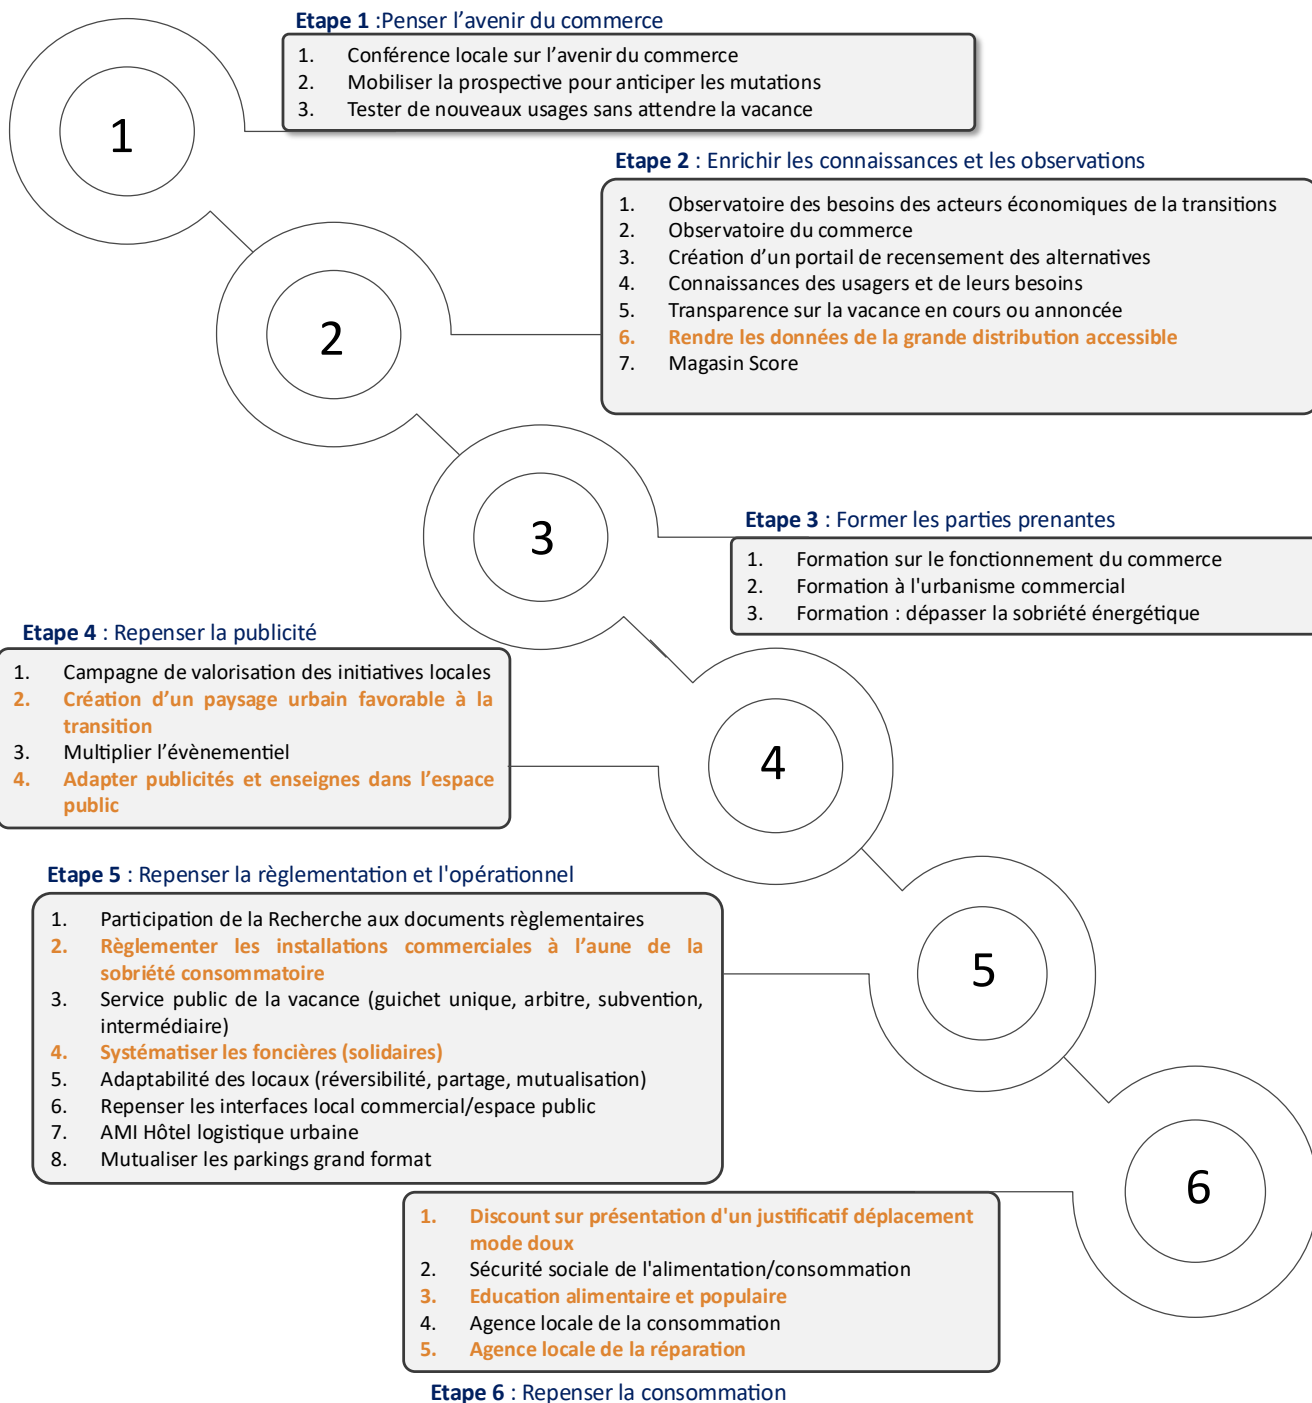 Etape 1 :Penser l’avenir du commerce
1. Conférence locale sur l’avenir du commerce
2. Mobiliser la prospective pour anticiper les mutations
3. Tester de nouveaux usages sans attendre la vacance
1
Etape 2 : Enrichir les connaissances et les observations
1. Observatoire des besoins des acteurs économiques de la transitions
2. Observatoire du commerce
3. Création d’un portail de recensement des alternatives
4. Connaissances des usagers et de leurs besoins
5. Transparence sur la vacance en cours ou annoncée
6. Rendre les données de la grande distribution accessible
7. Magasin Score
2
Etape 3 : Former les parties prenantes
1. Formation sur le fonctionnement du commerce
2. Formation à l'urbanisme commercial
3. Formation : dépasser la sobriété énergétique
3
Etape 4 : Repenser la publicité
1. Campagne de valorisation des initiatives locales
2. Création d’un paysage urbain favorable à la
transition
3. Multiplier l’évènementiel
4. Adapter publicités et enseignes dans l’espace
public
4
Etape 5 : Repenser la règlementation et l'opérationnel
1. Participation de la Recherche aux documents règlementaires
2. Règlementer les installations commerciales à l’aune de la
sobriété consommatoire
3. Service public de la vacance (guichet unique, arbitre, subvention,
intermédiaire)
4. Systématiser les foncières (solidaires)
5. Adaptabilité des locaux (réversibilité, partage, mutualisation)
6. Repenser les interfaces local commercial/espace public
7. AMI Hôtel logistique urbaine
8. Mutualiser les parkings grand format
5
1. Discount sur présentation d'un justificatif déplacement
mode doux
2. Sécurité sociale de l'alimentation/consommation
3. Education alimentaire et populaire
4. Agence locale de la consommation
5. Agence locale de la réparation
6
Etape 6 : Repenser la consommation